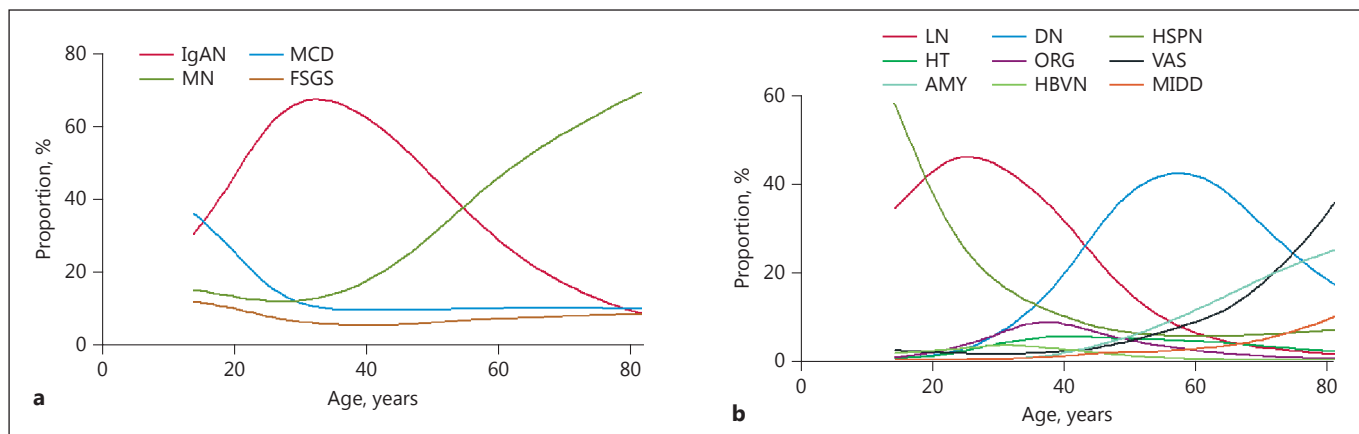 IgAN MCD
MN FSGS
80
60
40
20
0
Proportion, %
0 20 40 60 80
Age, years
a
LN DN HSPN
HT ORG VAS
AMY HBVN MIDD
60
40
20
0
Proportion, %
0 20 40 60 80
Age, years
b